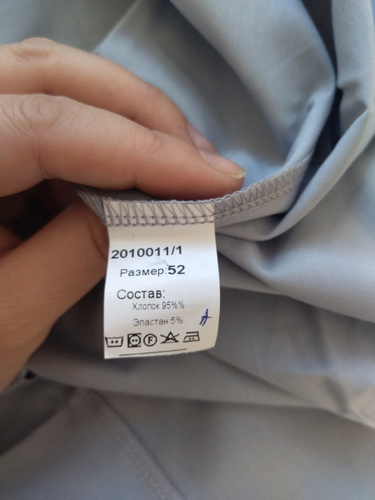 2010011/1
Размер:52
Состав:
Хлопок 95%%
Эластан 5%